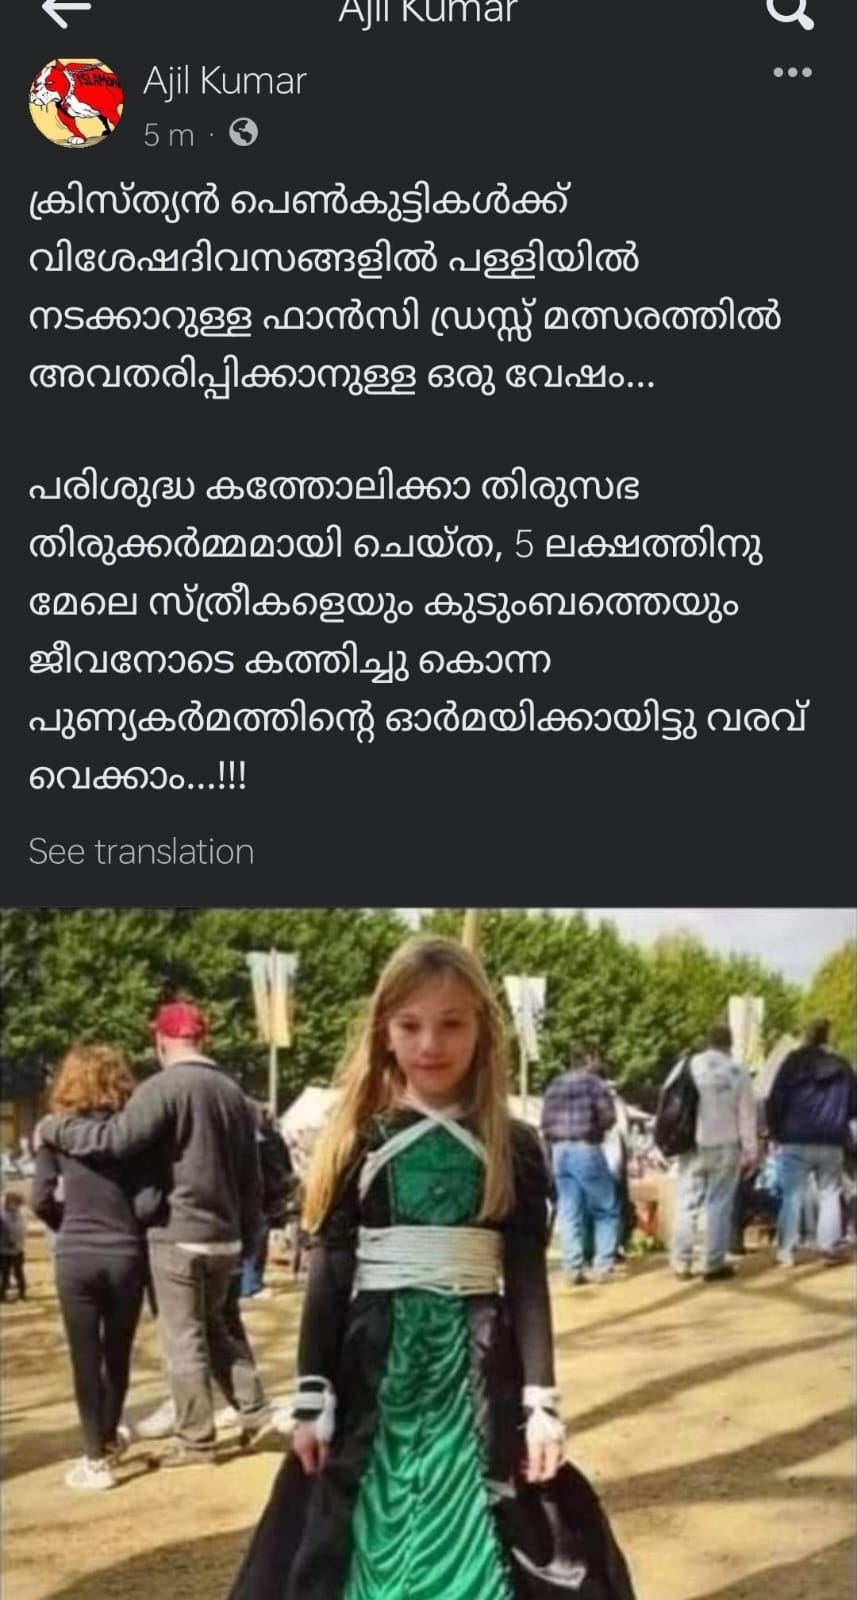 Ajil Kumar
Ajil Kumar
5 m ·
ക്രിസ്ത്യൻ പെൺകുട്ടികൾക്ക്
വിശേഷദിവസങ്ങളിൽ പള്ളിയിൽ
നടക്കാറുള്ള ഫാൻസി ഡ്രസ്സ് മത്സരത്തിൽ
അവതരിപ്പിക്കാനുള്ള ഒരു വേഷം...
പരിശുദ്ധ കത്തോലിക്കാ തിരുസഭ
തിരുക്കർമ്മമായി ചെയ്ത, 5 ലക്ഷത്തിനു
മേലെ സ്ത്രീകളെയും കുടുംബത്തെയും
ജീവനോടെ കത്തിച്ചു കൊന്ന
പുണ്യകർമത്തിന്റെ ഓർമയിക്കായിട്ടു വരവ്
വെക്കാം...!!!
See translation